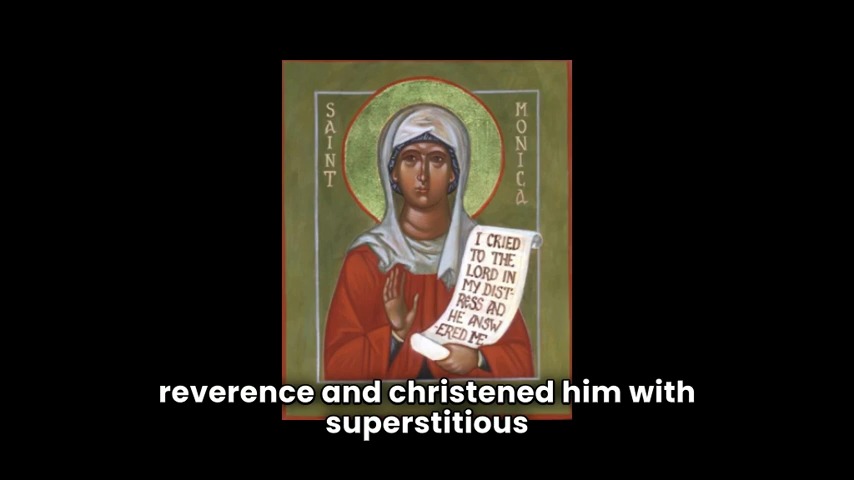 SAINT
MONICA
I CRIED
TO THE
LORD IN
MY DIST-
RESS AND
HE ANSW
-ERED ME
reverence and christened him with
superstitious